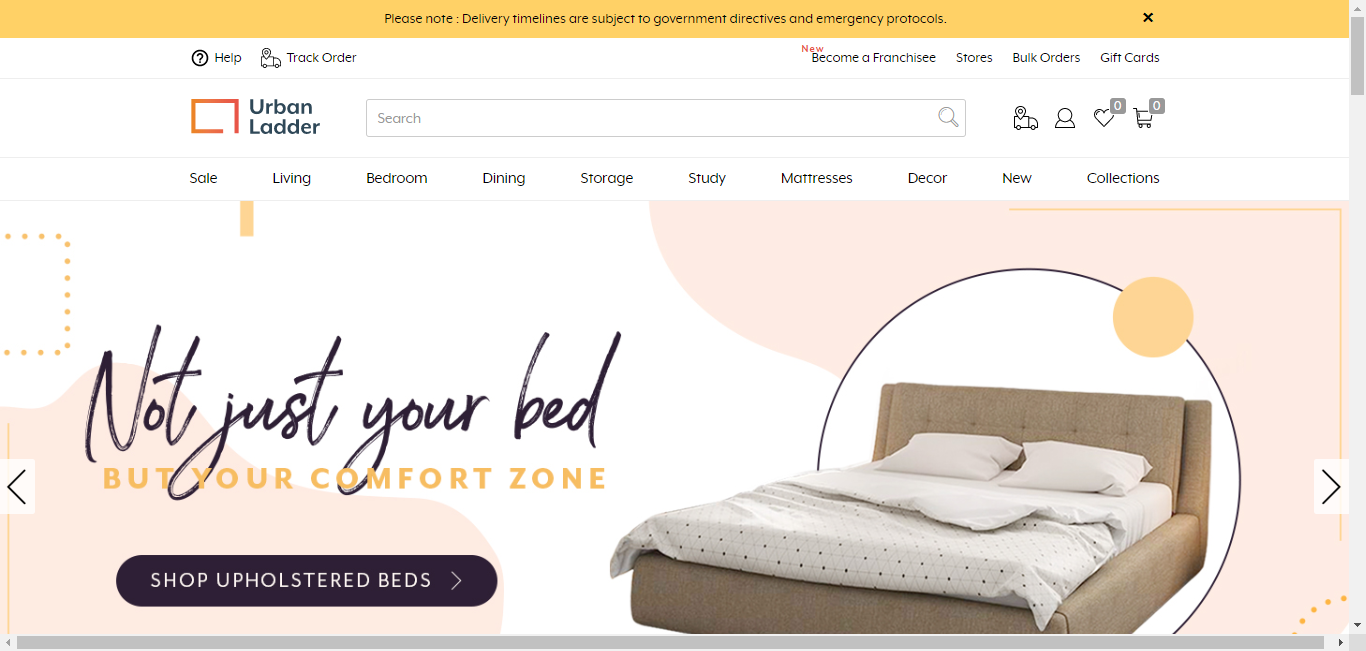 Please note : Delivery timelines are subject to government directives and emergency protocols.
Help
Track Order
New
Become a Franchisee
Stores
Bulk Orders
Gift Cards
Urban
Ladder
Search
0
0
Sale
Living
Bedroom
Dining
Storage
Study
Mattresses
Decor
New
Collections
Not just your bed
BUT YOUR COMFORT ZONE
SHOP UPHOLSTERED BEDS